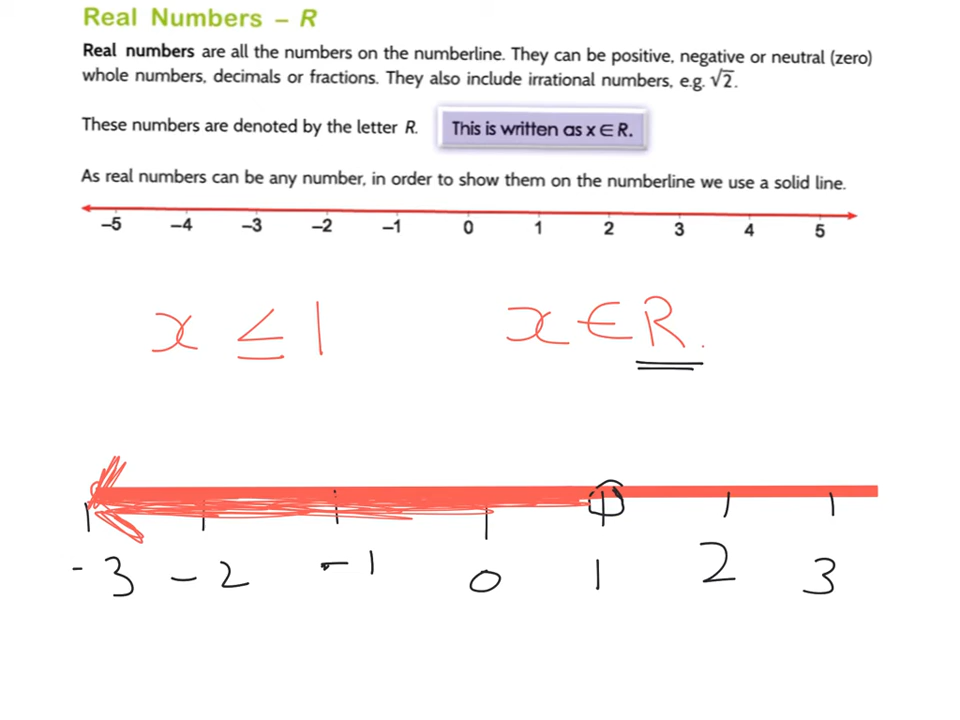 Real Numbers – R
Real numbers are all the numbers on the numberline. They can be positive, negative or neutral (zero)
whole numbers, decimals or fractions. They also include irrational numbers, e.g. √2.
These numbers are denoted by the letter R. This is written as x ∈ R.
As real numbers can be any number, in order to show them on the numberline we use a solid line.
–5 –4 –3 –2 –1 0 1 2 3 4 5
x ≤ 1 x ∈ R.
-3 -2 -1 0 1 2 3